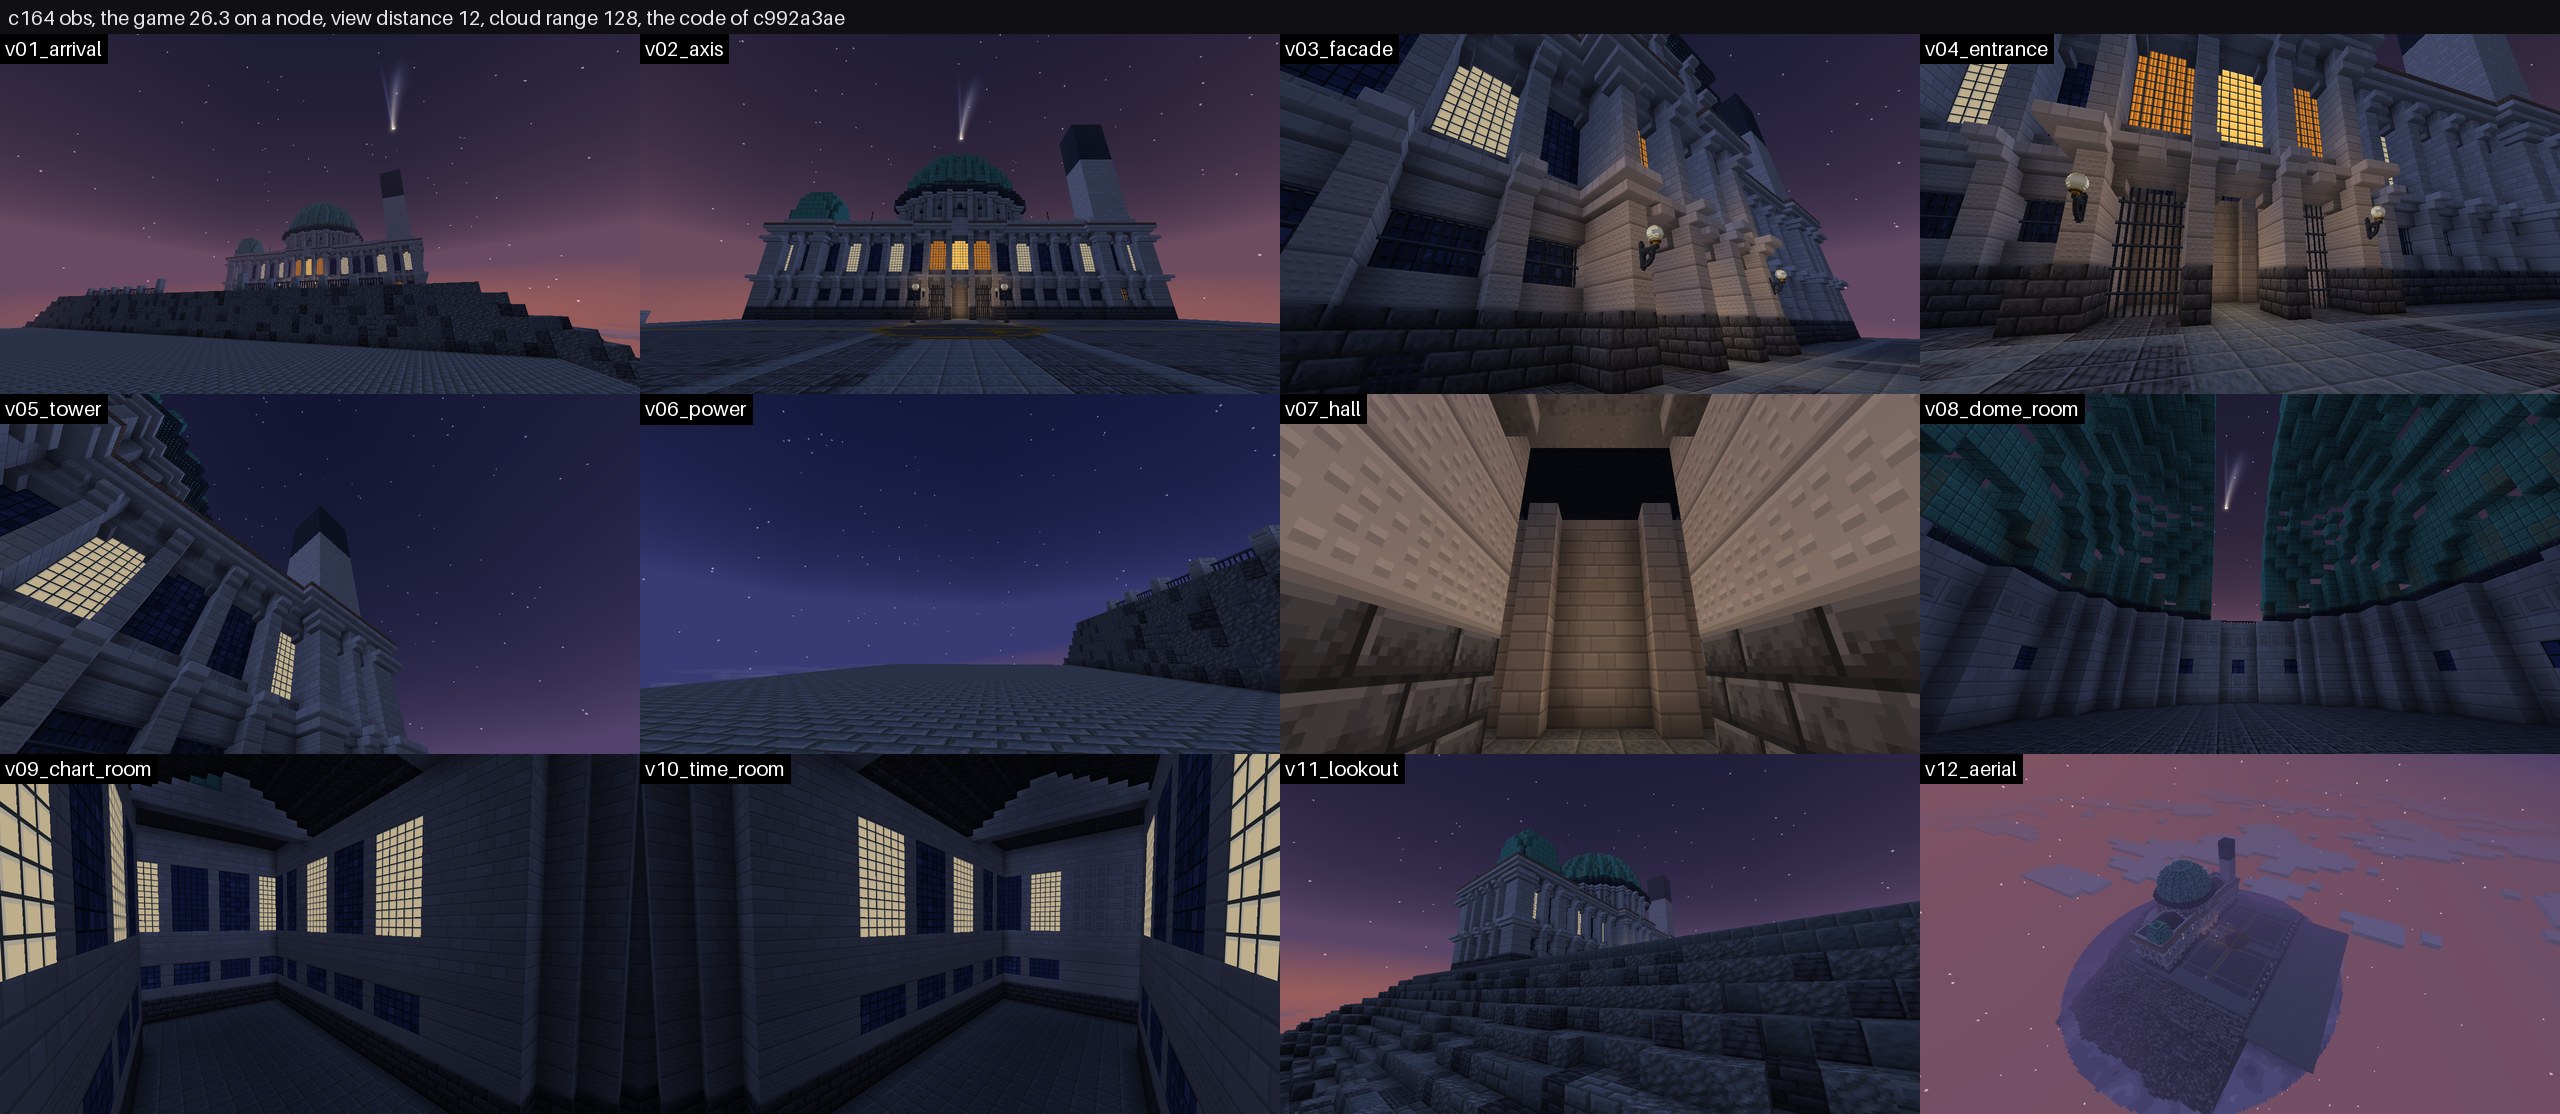 c164 obs, the game 26.3 on a node, view distance 12, cloud range 128, the code of c992a3ae
v01_arrival
v02_axis
v03_facade
v04_entrance
v05_tower
v06_power
v07_hall
v08_dome_room
v09_chart_room
v10_time_room
v11_lookout
v12_aerial